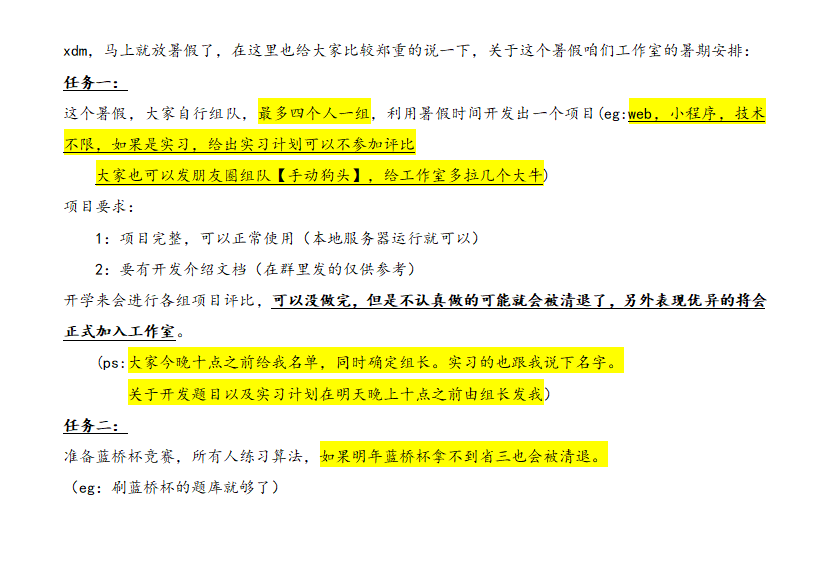 xdm，马上就放暑假了，在这里也给大家比较郑重的说一下，关于这个暑假咱们工作室的暑期安排：
任务一：
这个暑假，大家自行组队，最多四个人一组，利用暑假时间开发出一个项目(eg:web，小程序，技术
不限，如果是实习，给出实习计划可以不参加评比
大家也可以发朋友圈组队【手动狗头】，给工作室多拉几个大牛)
项目要求：
1：项目完整，可以正常使用（本地服务器运行就可以）
2：要有开发介绍文档（在群里发的仅供参考）
开学来会进行各组项目评比，可以没做完，但是不认真做的可能就会被清退了，另外表现优异的将会
正式加入工作室。
(ps:大家今晚十点之前给我名单，同时确定组长。实习的也跟我说下名字。
关于开发题目以及实习计划在明天晚上十点之前由组长发我)
任务二：
准备蓝桥杯竞赛，所有人练习算法，如果明年蓝桥杯拿不到省三也会被清退。
（eg：刷蓝桥杯的题库就够了）